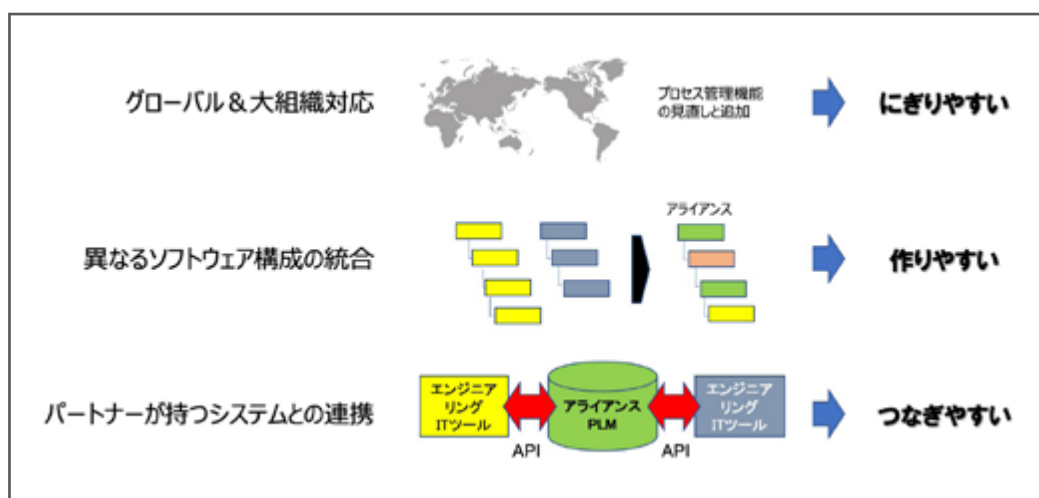 グローバル＆大組織対応
プロセス管理機能
の見直しと追加
にぎりやすい
アライアンス
異なるソフトウェア構成の統合
作りやすい
パートナーが持つシステムとの連携
エンジニア
リング
ITツール
API
アライアンス
PLM
API
エンジニア
リング
ITツール
つなぎやすい